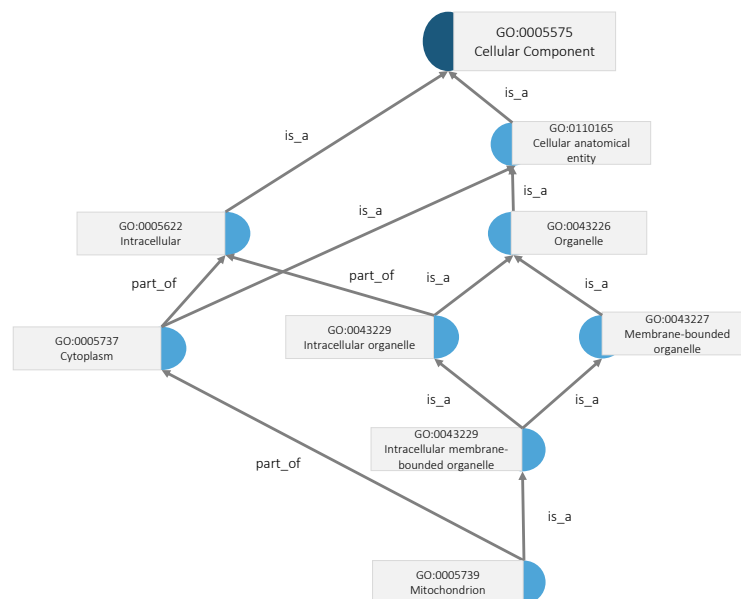 GO:0005575
Cellular Component
is_a
is_a
GO:0110165
Cellular anatomical
entity
is_a
is_a
GO:0005622
Intracellular
GO:0043226
Organelle
part_of
part_of
is_a
is_a
GO:0005737
Cytoplasm
GO:0043229
Intracellular organelle
GO:0043227
Membrane-bounded
organelle
is_a
is_a
GO:0043229
Intracellular membrane-
bounded organelle
part_of
is_a
GO:0005739
Mitochondrion